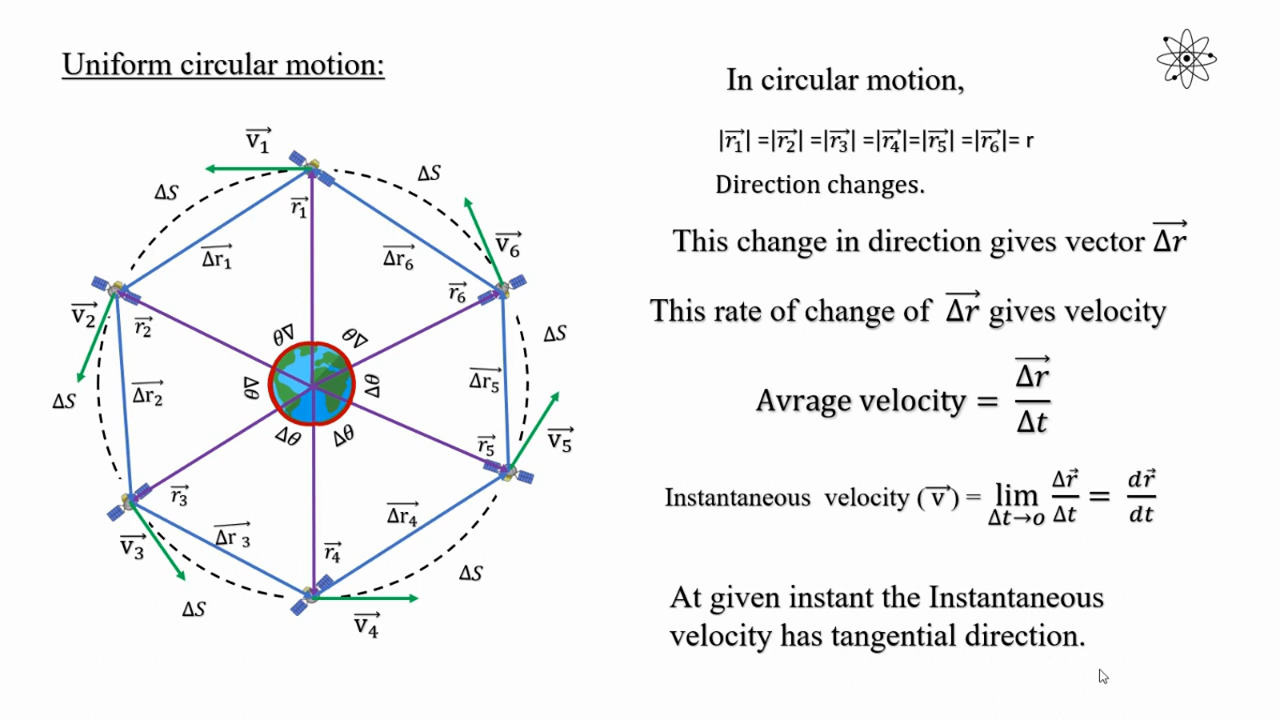 Uniform circular motion:
In circular motion,
|r₁⃗| =|r₂⃗| =|r₃⃗| =|r₄⃗|=|r₅⃗| =|r₆⃗|= r
Direction changes.
This change in direction gives vector Δr⃗
This rate of change of Δr⃗ gives velocity
Avrage velocity = Δr⃗/Δt
Instantaneous velocity (v⃗) = lim Δt→o Δr⃗/Δt = dr⃗/dt
At given instant the Instantaneous
velocity has tangential direction.
v₁⃗
ΔS
ΔS
r₁⃗
Δr₁⃗
Δr₆⃗
v₆⃗
r₆⃗
v₂⃗
r₂⃗
Δθ
Δθ
ΔS
ΔS
Δr₂⃗
Δθ
Δθ
Δr₅⃗
Δθ
Δθ
r₅⃗
v₅⃗
r₃⃗
Δr₄⃗
v₃⃗
Δr ₃⃗
r₄⃗
ΔS
ΔS
v₄⃗